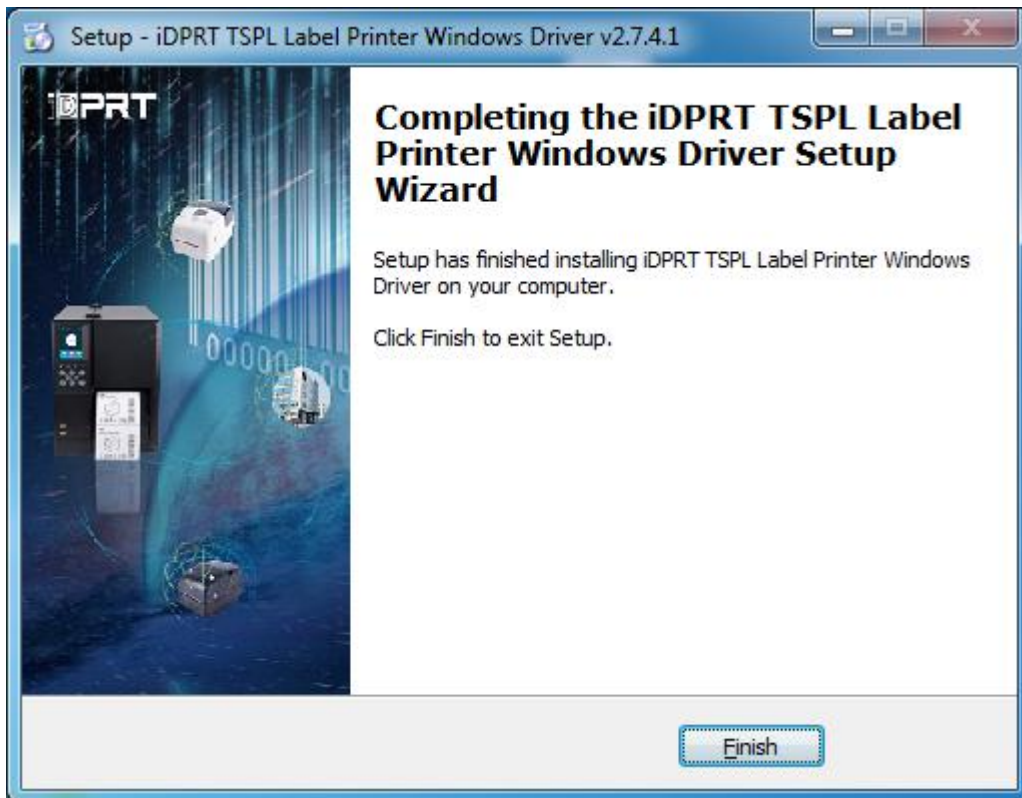 Setup - iDPRT TSPL Label Printer Windows Driver v2.7.4.1
iDPRT
Completing the iDPRT TSPL Label
Printer Windows Driver Setup
Wizard
Setup has finished installing iDPRT TSPL Label Printer Windows
Driver on your computer.
Click Finish to exit Setup.
Finish